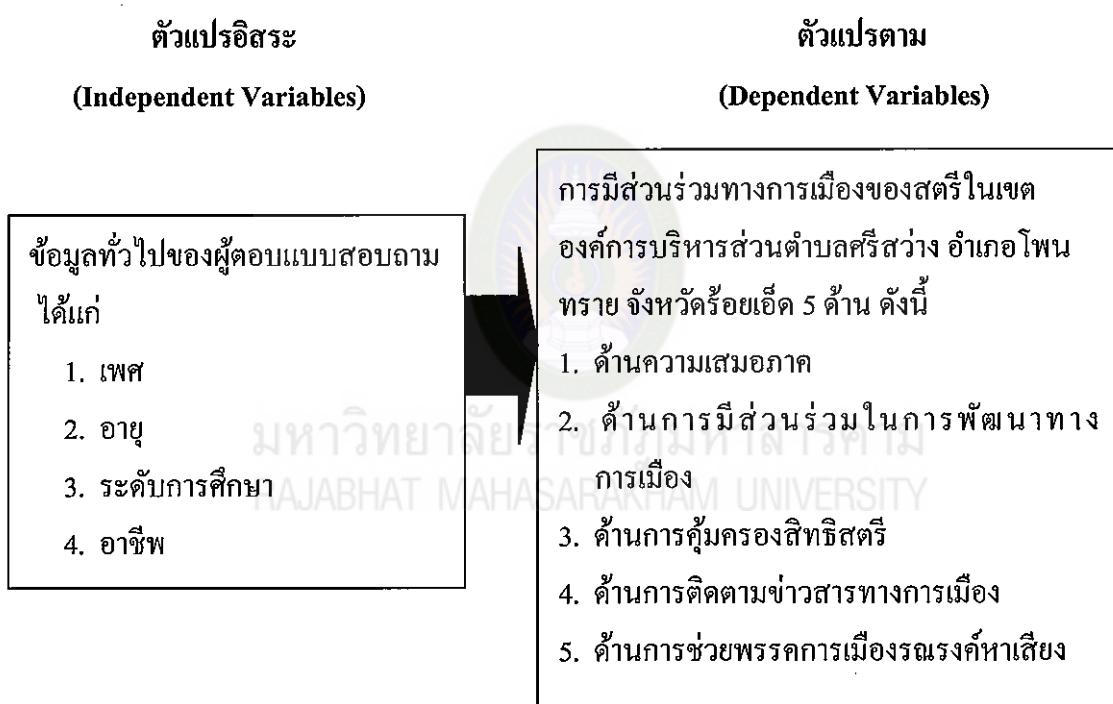 ตัวแปรอิสระ
(Independent Variables)
ข้อมูลทั่วไปของผู้ตอบแบบสอบถาม
ได้แก่
1. เพศ
2. อายุ
3. ระดับการศึกษา
4. อาชีพ
ตัวแปรตาม
(Dependent Variables)
การมีส่วนร่วมทางการเมืองของสตรีในเขต
องค์การบริหารส่วนตำบลศรีสว่าง อำเภอโพน
ทราย จังหวัดร้อยเอ็ด 5 ด้าน ดังนี้
1. ด้านความเสมอภาค
2. ด้านการมีส่วนร่วมในการพัฒนาทาง
การเมือง
3. ด้านการคุ้มครองสิทธิสตรี
4. ด้านการติดตามข่าวสารทางการเมือง
5. ด้านการช่วยพรรคการเมืองรณรงค์หาเสียง
มหาวิทยาลัยราชภัฏมหาสารคาม
RAJABHAT MAHASARAKHAM UNIVERSITY